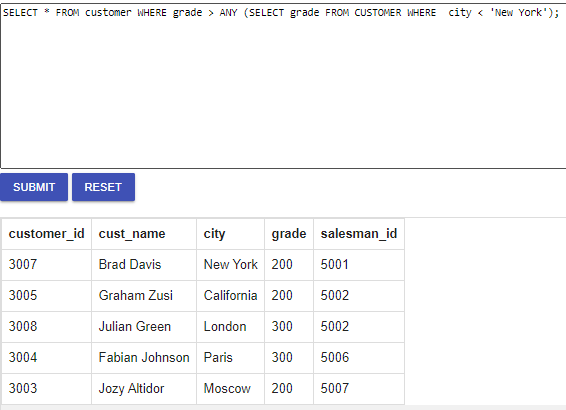 SELECT * FROM customer WHERE grade > ANY (SELECT grade FROM CUSTOMER WHERE  city < 'New York');
SUBMIT RESET
customer_id cust_name city grade salesman_id
3007 Brad Davis New York 200 5001
3005 Graham Zusi California 200 5002
3008 Julian Green London 300 5002
3004 Fabian Johnson Paris 300 5006
3003 Jozy Altidor Moscow 200 5007